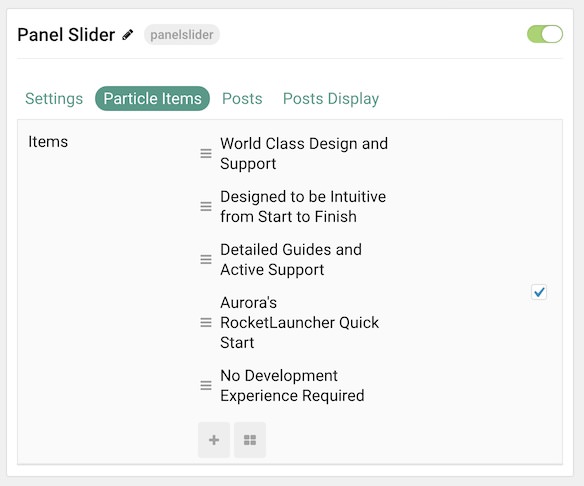 Panel Slider
panelslider
Settings
Particle Items
Posts
Posts Display
Items
World Class Design and
Support
Designed to be Intuitive
from Start to Finish
Detailed Guides and
Active Support
Aurora's
RocketLauncher Quick
Start
No Development
Experience Required